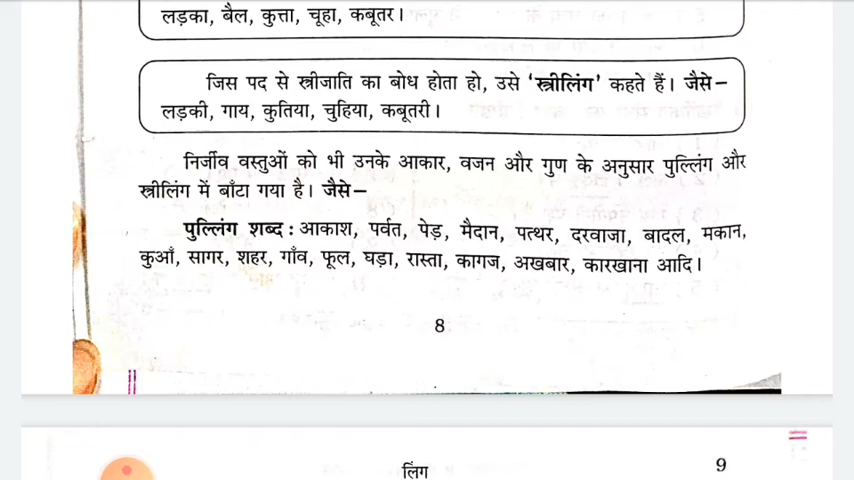 लड़का, बैल, कुत्ता, चूहा, कबूतर।
जिस पद से स्त्रीजाति का बोध होता हो, उसे ‘स्त्रीलिंग’ कहते हैं। जैसे–
लड़की, गाय, कुतिया, चुहिया, कबूतरी।
निर्जीव वस्तुओं को भी उनके आकार, वजन और गुण के अनुसार पुल्लिंग और
स्त्रीलिंग में बाँटा गया है। जैसे–
पुल्लिंग शब्द : आकाश, पर्वत, पेड़, मैदान, पत्थर, दरवाजा, बादल, मकान,
कुआँ, सागर, शहर, गाँव, फूल, घड़ा, रास्ता, कागज, अखबार, कारखाना आदि।
8
लिंग 9